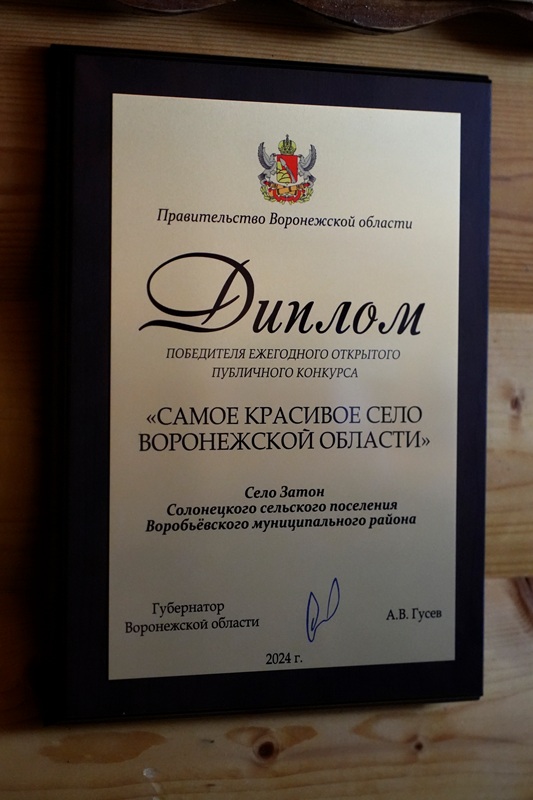 Правительство Воронежской области
Диплом
ПОБЕДИТЕЛЯ ЕЖЕГОДНОГО ОТКРЫТОГО
ПУБЛИЧНОГО КОНКУРСА
«САМОЕ КРАСИВОЕ СЕЛО
ВОРОНЕЖСКОЙ ОБЛАСТИ»
Село Затон
Солонецкого сельского поселения
Воробьёвского муниципального района
Губернатор
Воронежской области
А.В. Гусев
2024 г.